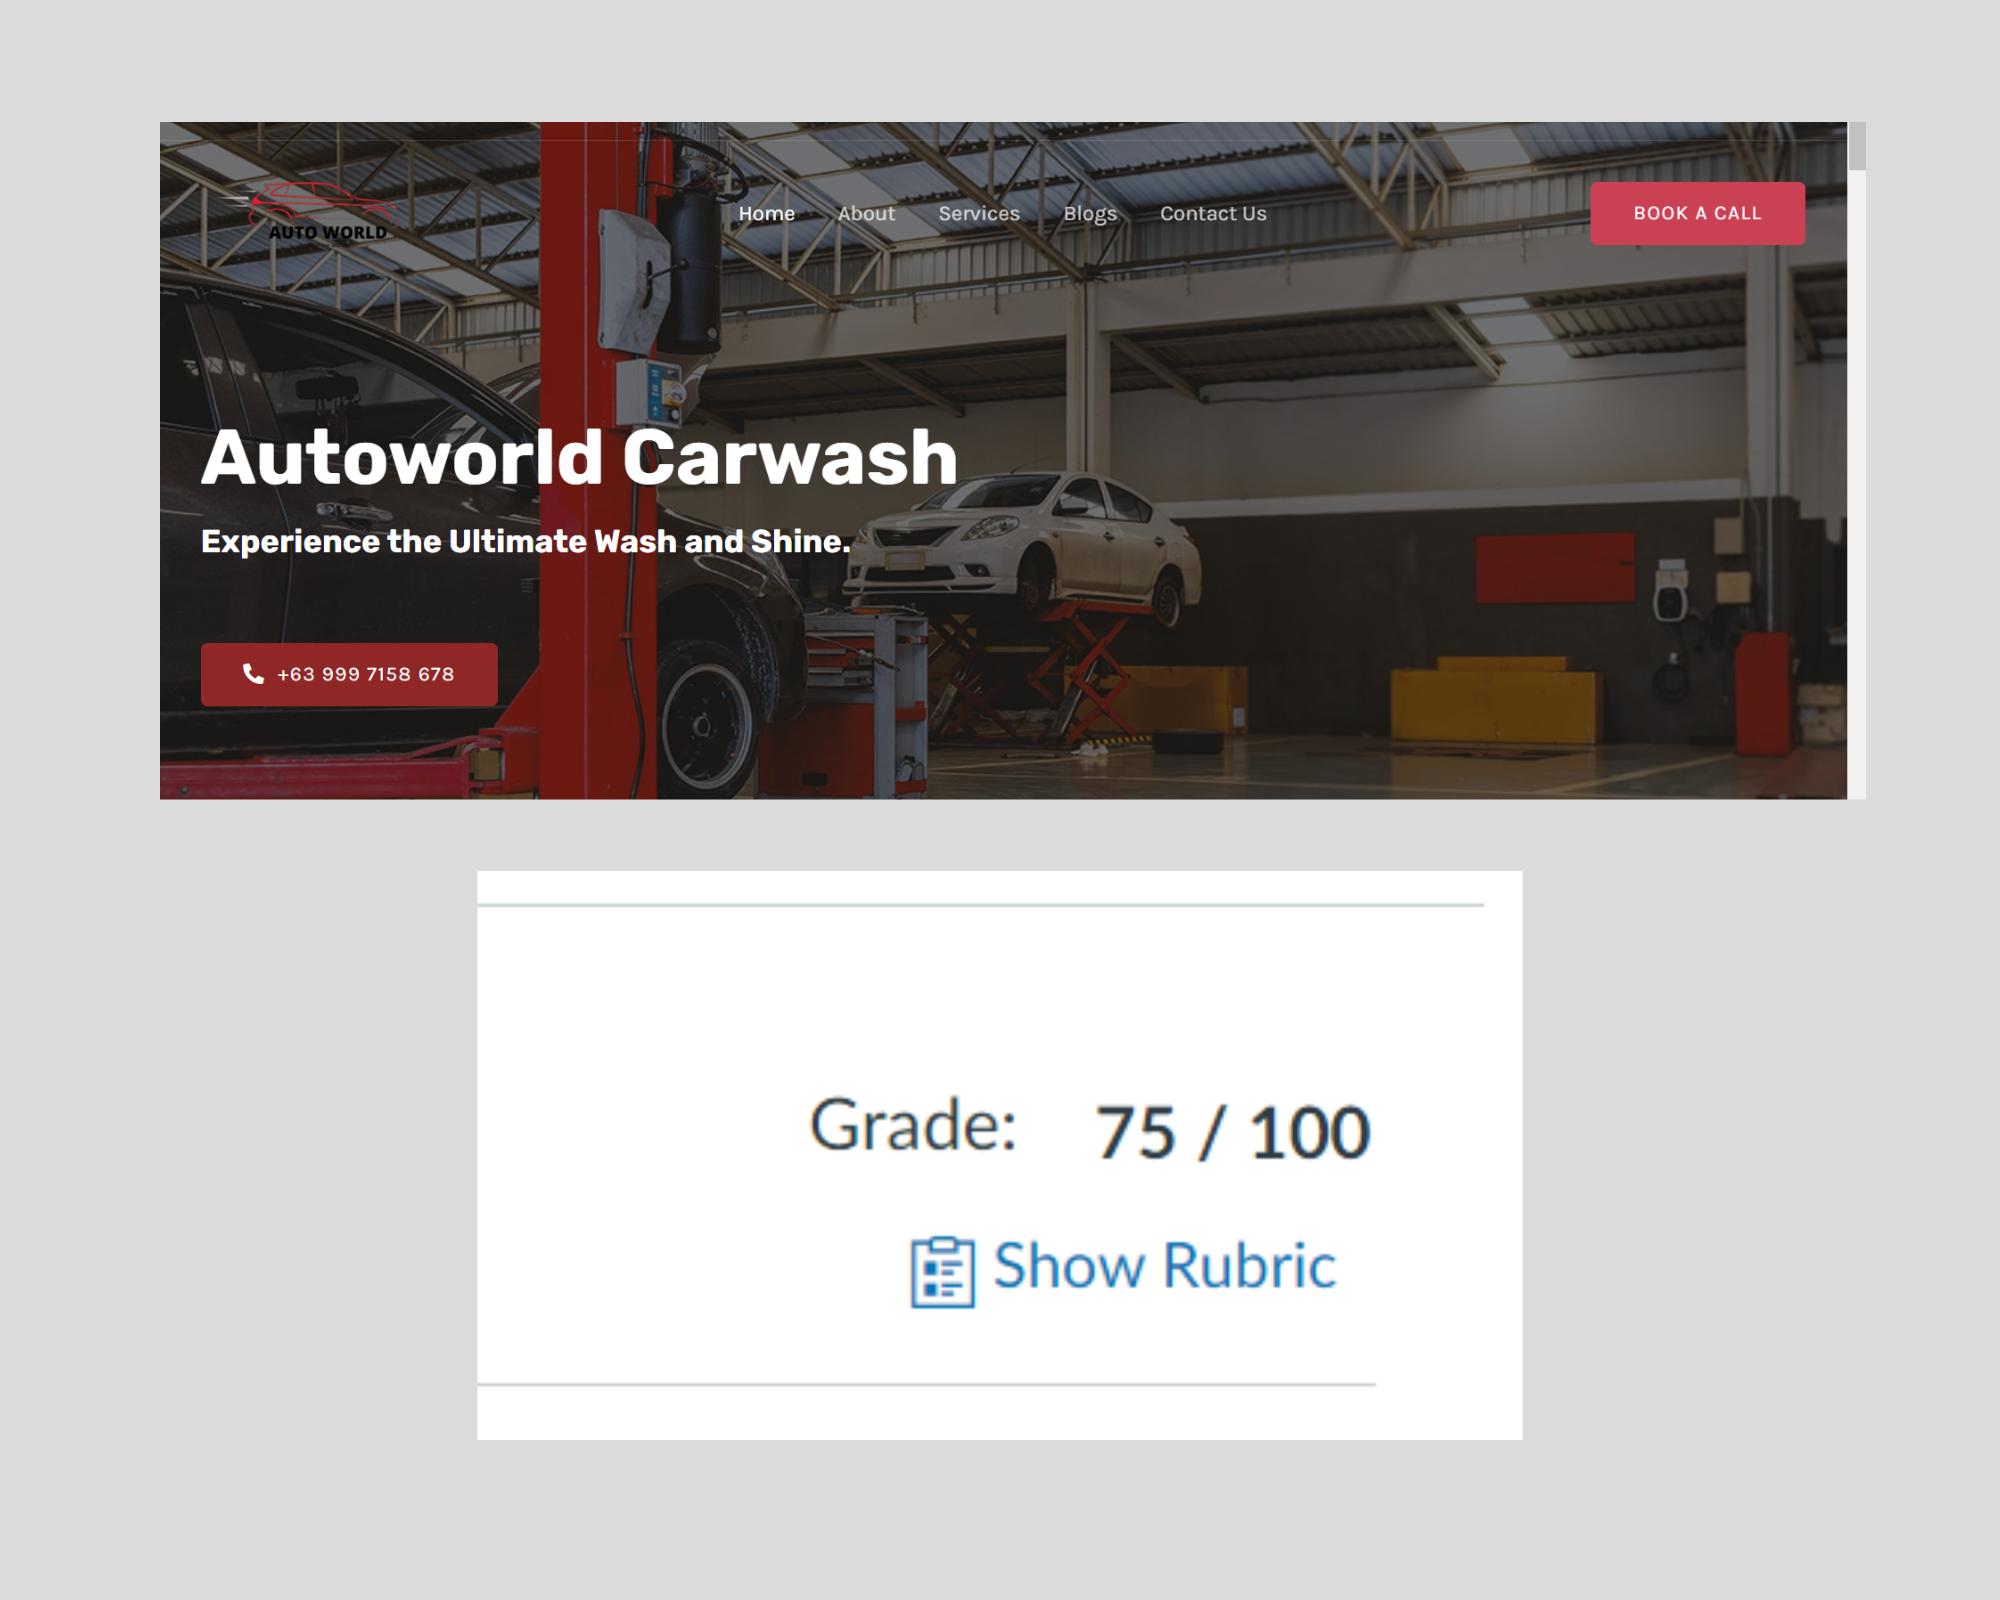 AUTO WORLD
Home About Services Blogs Contact Us
BOOK A CALL
Autoworld Carwash
Experience the Ultimate Wash and Shine.
+63 999 7158 678
Grade: 75 / 100
Show Rubric